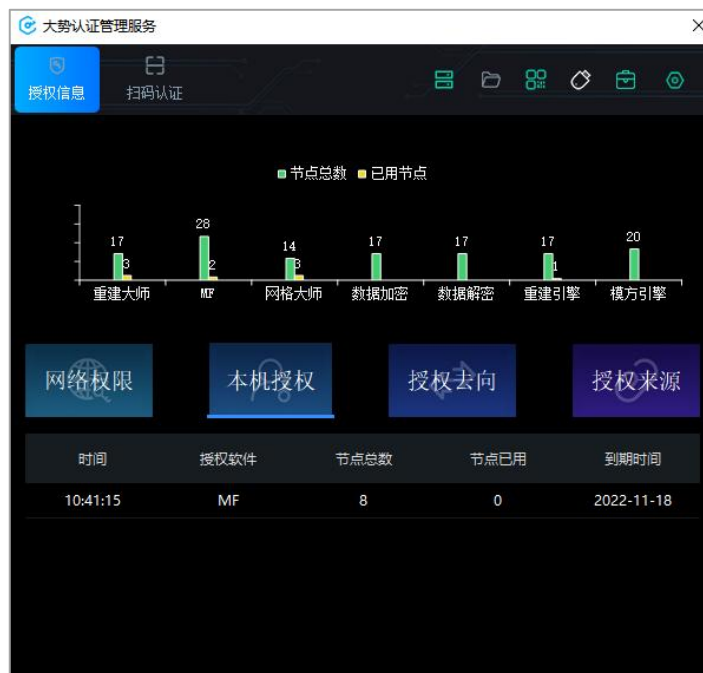 大势认证管理服务
授权信息 扫码认证
节点总数 已用节点
17 3 28 2 14 3 17 17 17 1 20
重建大师 MF 网格大师 数据加密 数据解密 重建引擎 模方引擎
网络权限 本机授权 授权去向 授权来源
时间 授权软件 节点总数 节点已用 到期时间
10:41:15 MF 8 0 2022-11-18